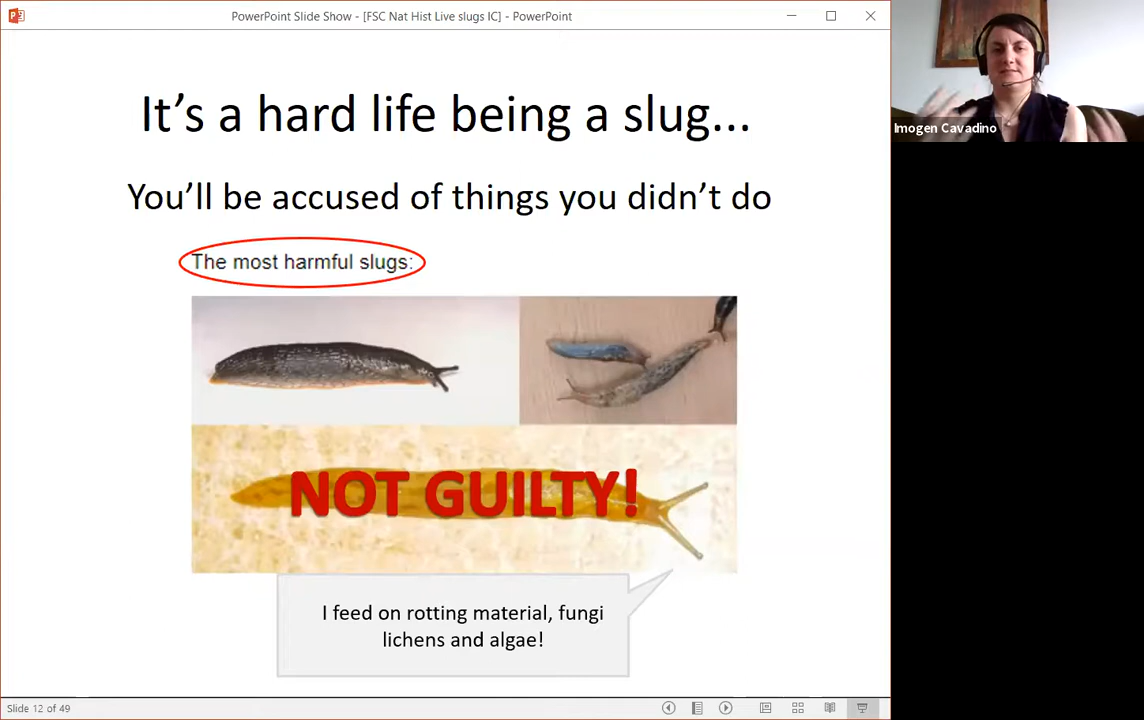 PowerPoint Slide Show - [FSC Nat Hist Live slugs IC] - PowerPoint
Imogen Cavadino
It’s a hard life being a slug...
You’ll be accused of things you didn’t do
The most harmful slugs:
NOT GUILTY!
I feed on rotting material, fungi
lichens and algae!
Slide 12 of 49